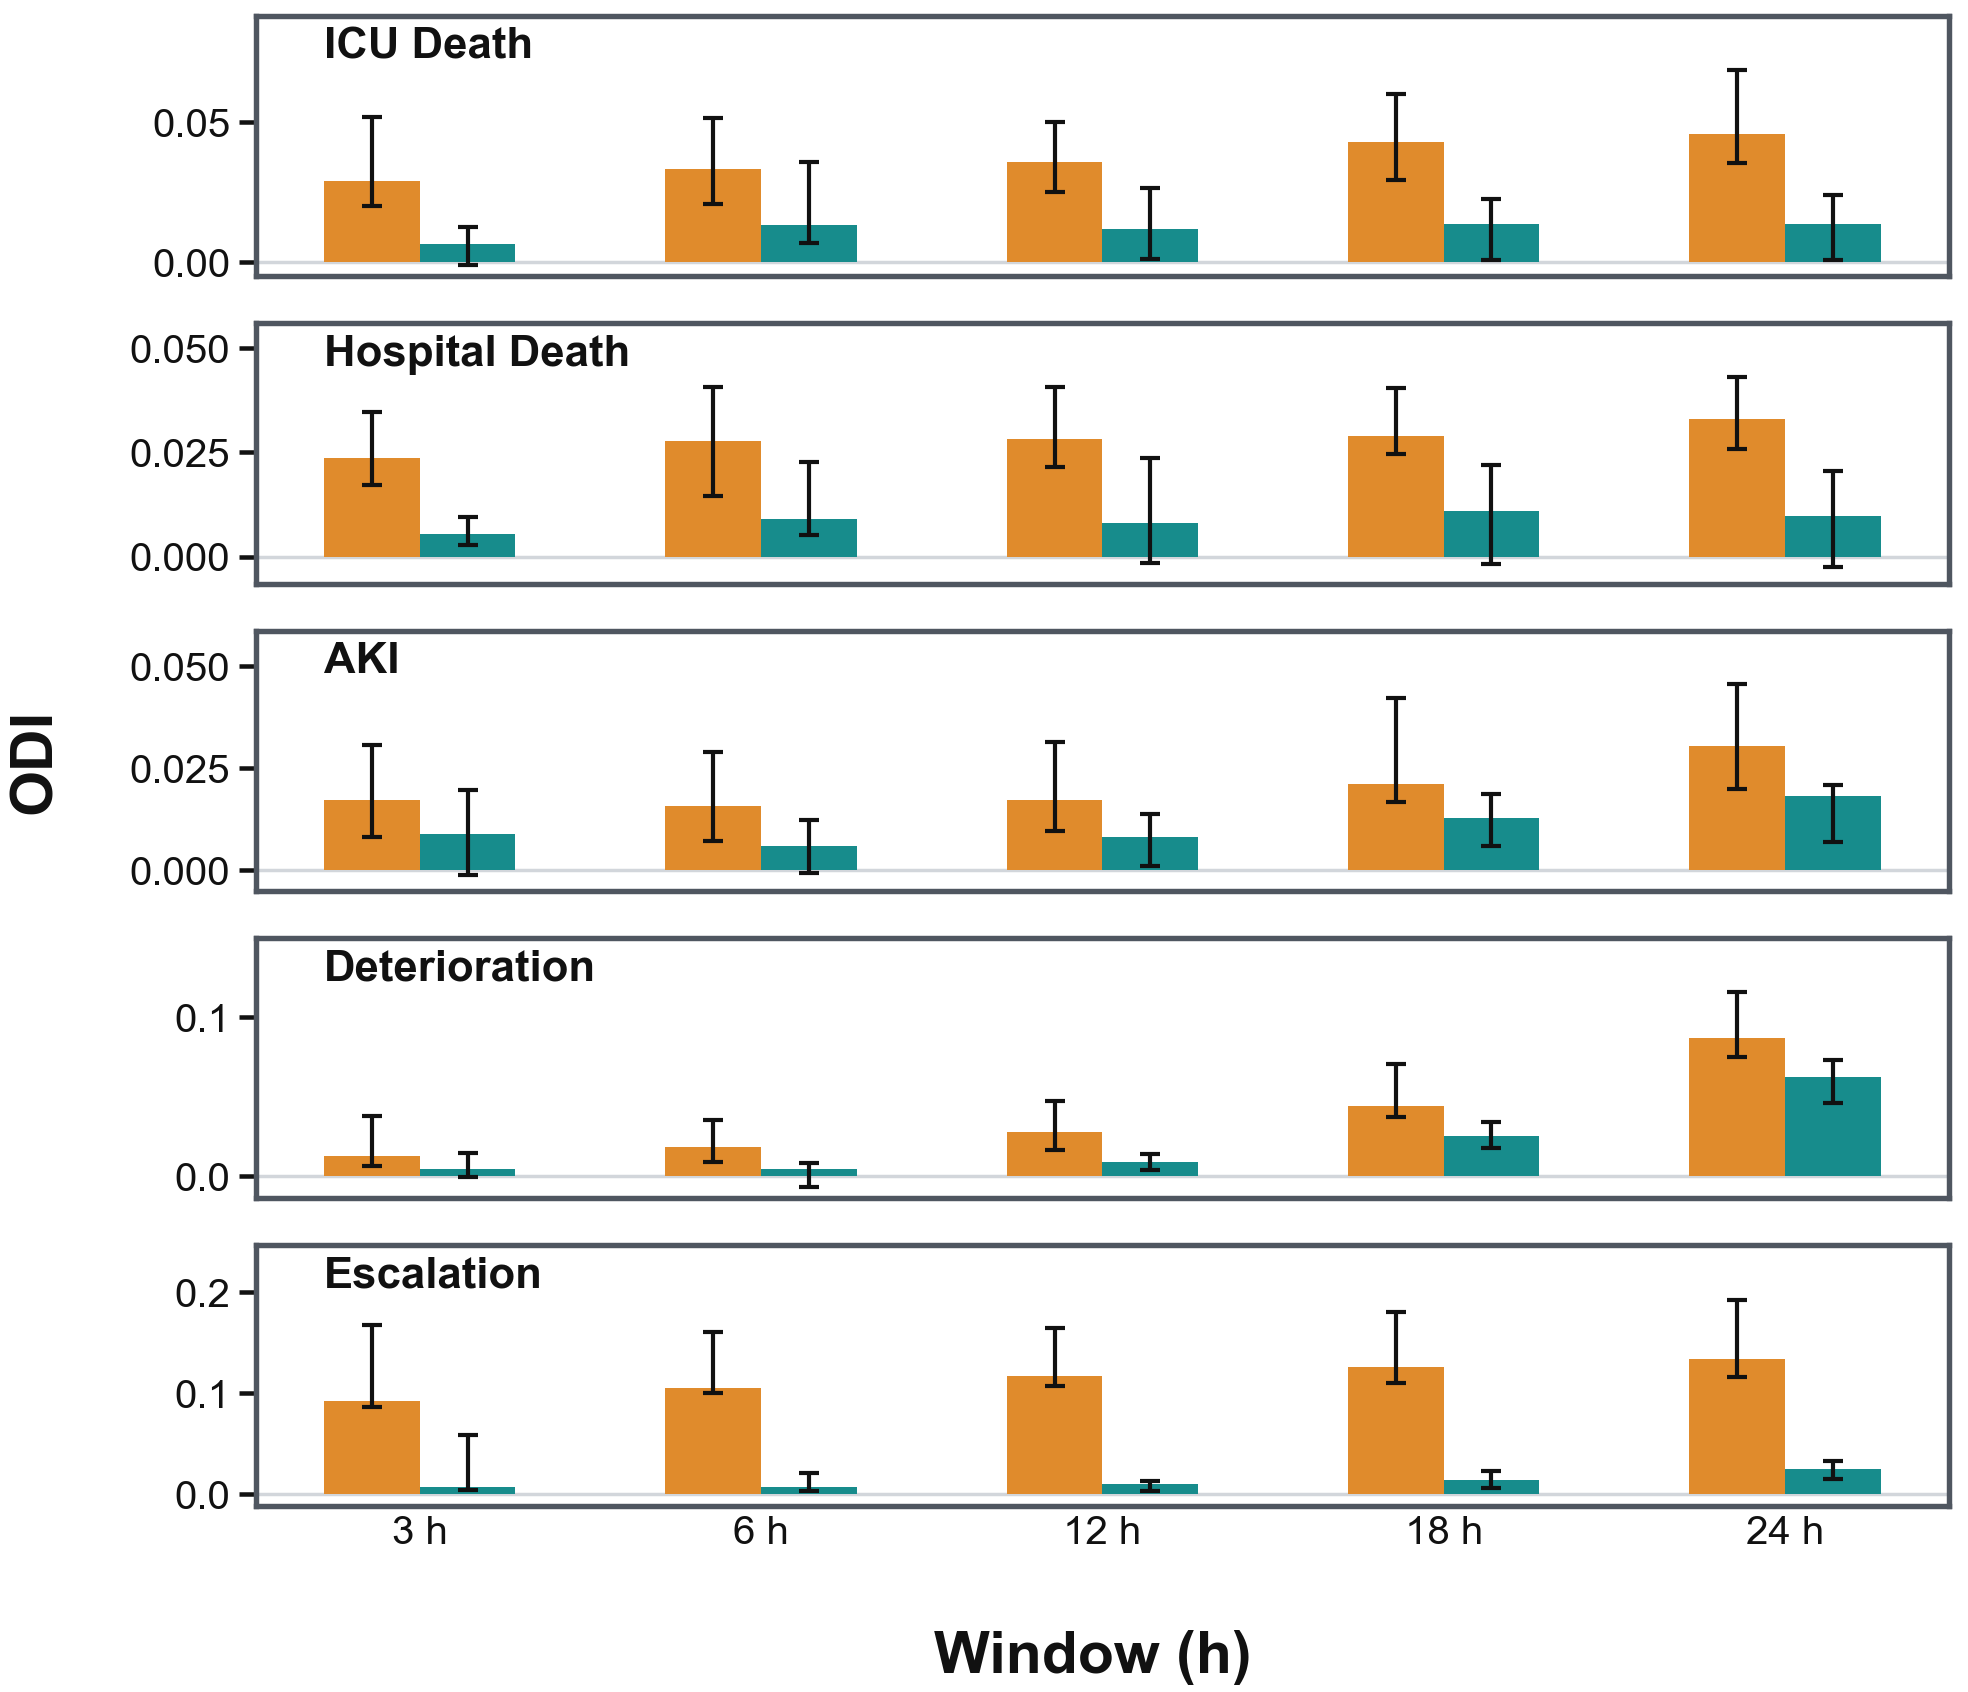 ICU Death
0.05
0.00
Hospital Death
0.050
0.025
0.000
AKI
0.050
0.025
0.000
Deterioration
0.1
0.0
Escalation
0.2
0.1
0.0
ODI
3 h 6 h 12 h 18 h 24 h
Window (h)